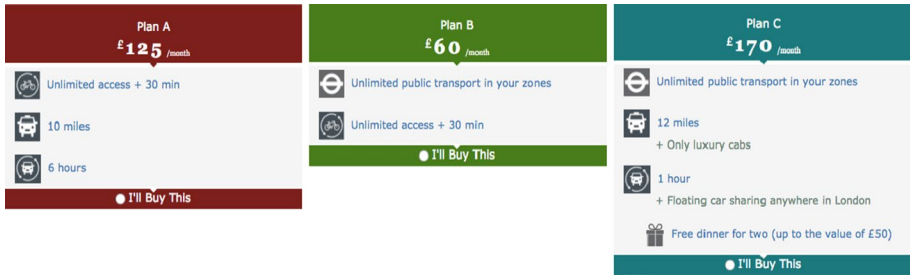 Plan A
£125 /month
Unlimited access + 30 min
10 miles
6 hours
I'll Buy This
Plan B
£60 /month
Unlimited public transport in your zones
Unlimited access + 30 min
I'll Buy This
Plan C
£170 /month
Unlimited public transport in your zones
12 miles
+ Only luxury cabs
1 hour
+ Floating car sharing anywhere in London
Free dinner for two (up to the value of £50)
I'll Buy This